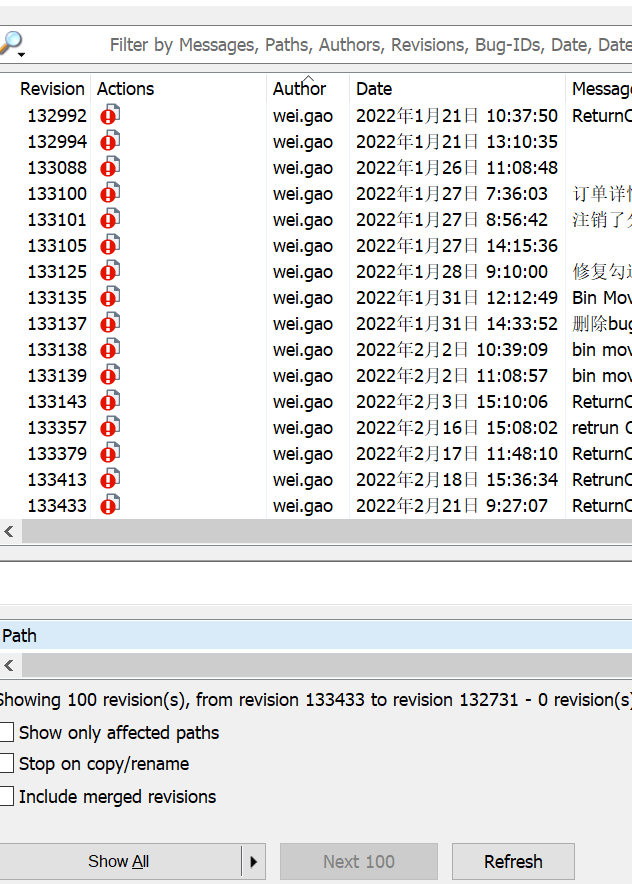 Filter by Messages, Paths, Authors, Revisions, Bug-IDs, Date, Date
Revision Actions Author Date Message
132992 wei.gao 2022年1月21日 10:37:50 ReturnC
132994 wei.gao 2022年1月21日 13:10:35
133088 wei.gao 2022年1月26日 11:08:48
133100 wei.gao 2022年1月27日 7:36:03 订单详
133101 wei.gao 2022年1月27日 8:56:42 注销了
133105 wei.gao 2022年1月27日 14:15:36
133125 wei.gao 2022年1月28日 9:10:00 修复勾
133135 wei.gao 2022年1月31日 12:12:49 Bin Mov
133137 wei.gao 2022年1月31日 14:33:52 删除bug
133138 wei.gao 2022年2月2日 10:39:09 bin mov
133139 wei.gao 2022年2月2日 11:08:57 bin mov
133143 wei.gao 2022年2月3日 15:10:06 ReturnC
133357 wei.gao 2022年2月16日 15:08:02 retrun C
133379 wei.gao 2022年2月17日 11:48:10 ReturnC
133413 wei.gao 2022年2月18日 15:36:34 RetrunC
133433 wei.gao 2022年2月21日 9:27:07 ReturnC
Path
Showing 100 revision(s), from revision 133433 to revision 132731 - 0 revision(s)
Show only affected paths
Stop on copy/rename
Include merged revisions
Show All Next 100 Refresh